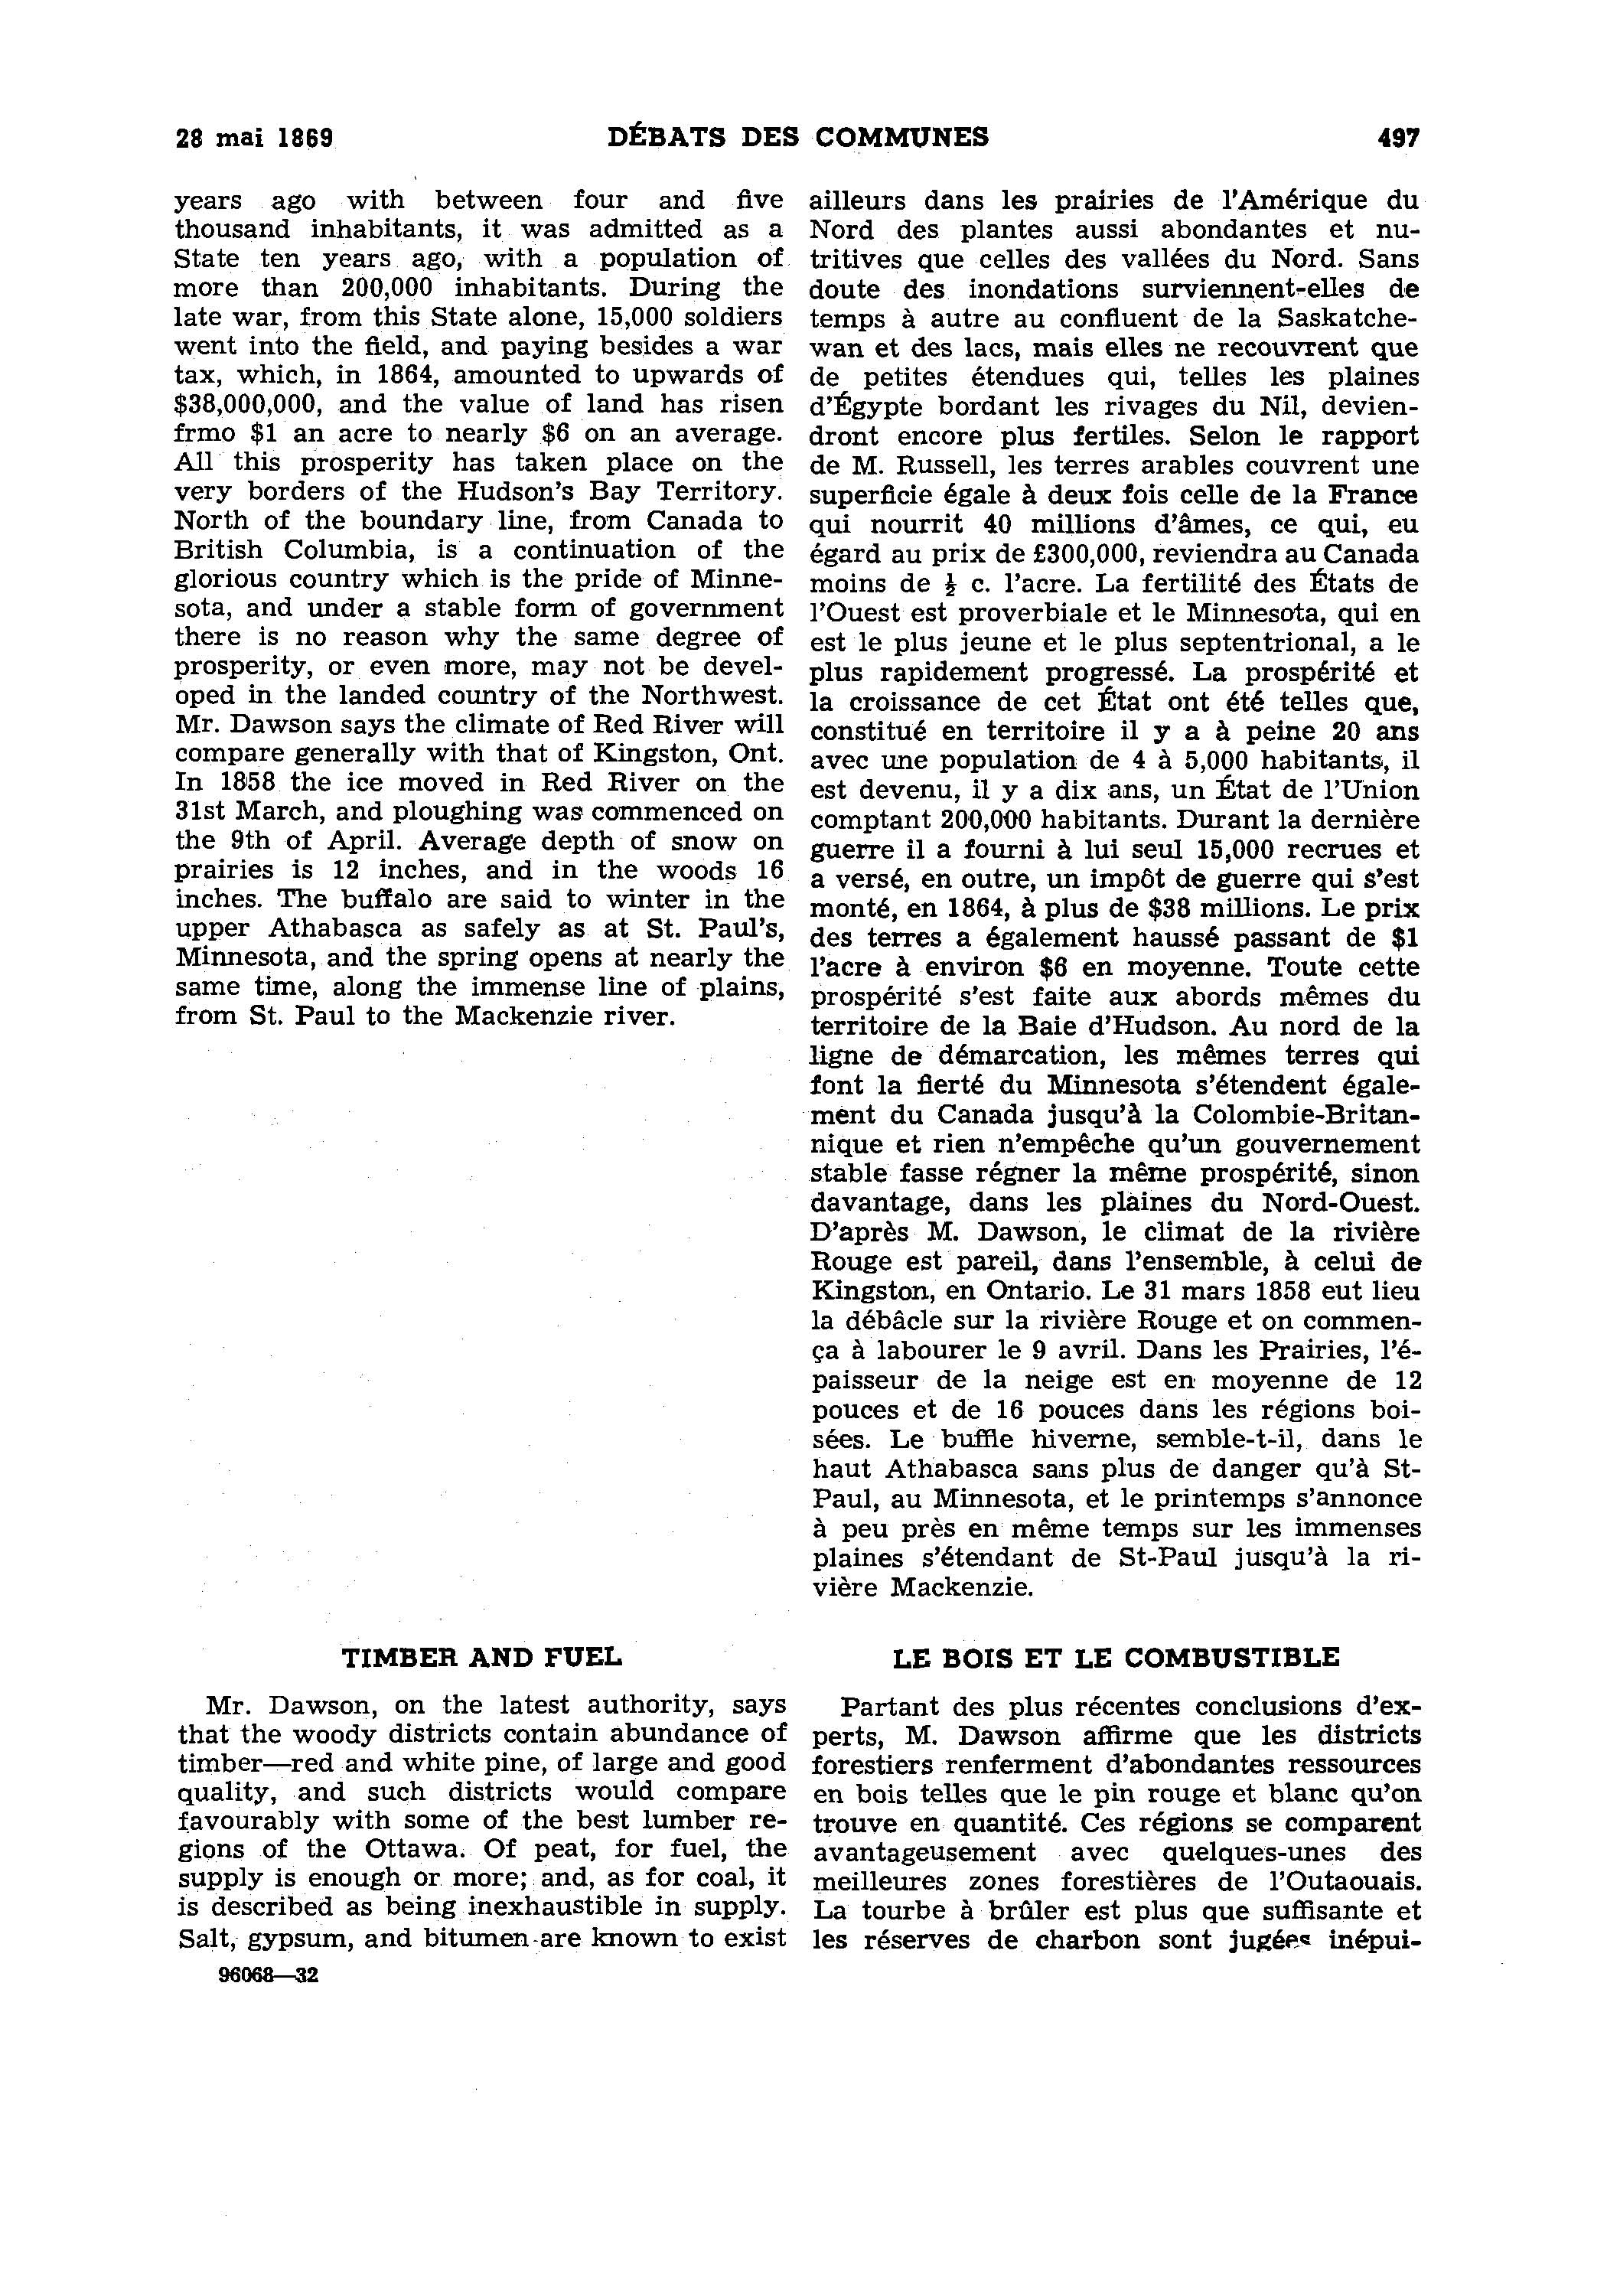 28 mai 1869 DÉBATS DES COMMUNES 497
years ago with between four and five
thousand inhabitants, it was admitted as a
State ten years ago, with a population of
more than 200,000 inhabitants. During the
late war, from this State alone, 15,000 soldiers
went into the field, and paying besides a war
tax, which, in 1864, amounted to upwards of
$38,000,000, and the value of land has risen
frmo $1 an acre to nearly $6 on an average.
All this prosperity has taken place on the
very borders of the Hudson's Bay Territory.
North of the boundary line, from Canada to
British Columbia, is a continuation of the
glorious country which is the pride of Minne-
sota, and under a stable form of government
there is no reason why the same degree of
prosperity, or even more, may not be devel-
oped in the landed country of the Northwest.
Mr. Dawson says the climate of Red River will
compare generally with that of Kingston, Ont.
In 1858 the ice moved in Red River on the
31st March, and ploughing was commenced on
the 9th of April. Average depth of snow on
prairies is 12 inches, and in the woods 16
inches. The buffalo are said to winter in the
upper Athabasca as safely as at St. Paul's,
Minnesota, and the spring opens at nearly the
same time, along the immense line of plains,
from St. Paul to the Mackenzie river.
TIMBER AND FUEL
Mr. Dawson, on the latest authority, says
that the woody districts contain abundance of
timber—red and white pine, of large and good
quality, and such districts would compare
favourably with some of the best lumber re-
gions of the Ottawa. Of peat, for fuel, the
supply is enough or more; and, as for coal, it
is described as being inexhaustible in supply.
Salt, gypsum, and bitumen are known to exist
96068—32
ailleurs dans les prairies de l'Amérique du
Nord des plantes aussi abondantes et nu-
tritives que celles des vallées du Nord. Sans
doute des inondations surviennent-elles de
temps à autre au confluent de la Saskatche-
wan et des lacs, mais elles ne recouvrent que
de petites étendues qui, telles les plaines
d'Égypte bordant les rivages du Nil, devien-
dront encore plus fertiles. Selon le rapport
de M. Russell, les terres arables couvrent une
superficie égale à deux fois celle de la France
qui nourrit 40 millions d'âmes, ce qui, eu
égard au prix de £300,000, reviendra au Canada
moins de ½ c. l'acre. La fertilité des États de
l'Ouest est proverbiale et le Minnesota, qui en
est le plus jeune et le plus septentrional, a le
plus rapidement progressé. La prospérité et
la croissance de cet État ont été telles que,
constitué en territoire il y a à peine 20 ans
avec une population de 4 à 5,000 habitants, il
est devenu, il y a dix ans, un État de l'Union
comptant 200,000 habitants. Durant la dernière
guerre il a fourni à lui seul 15,000 recrues et
a versé, en outre, un impôt de guerre qui s'est
monté, en 1864, à plus de $38 millions. Le prix
des terres a également haussé passant de $1
l'acre à environ $6 en moyenne. Toute cette
prospérité s'est faite aux abords mêmes du
territoire de la Baie d'Hudson. Au nord de la
ligne de démarcation, les mêmes terres qui
font la fierté du Minnesota s'étendent égale-
ment du Canada jusqu'à la Colombie-Britan-
nique et rien n'empêche qu'un gouvernement
stable fasse régner la même prospérité, sinon
davantage, dans les plaines du Nord-Ouest.
D'après M. Dawson, le climat de la rivière
Rouge est pareil, dans l'ensemble, à celui de
Kingston, en Ontario. Le 31 mars 1858 eut lieu
la débâcle sur la rivière Rouge et on commen-
ça à labourer le 9 avril. Dans les Prairies, l'é-
paisseur de la neige est en moyenne de 12
pouces et de 16 pouces dans les régions boi-
sées. Le buffle hiverne, semble-t-il, dans le
haut Athabasca sans plus de danger qu'à St-
Paul, au Minnesota, et le printemps s'annonce
à peu près en même temps sur les immenses
plaines s'étendant de St-Paul jusqu'à la ri-
vière Mackenzie.
LE BOIS ET LE COMBUSTIBLE
Partant des plus récentes conclusions d'ex-
perts, M. Dawson affirme que les districts
forestiers renferment d'abondantes ressources
en bois telles que le pin rouge et blanc qu'on
trouve en quantité. Ces régions se comparent
avantageusement avec quelques-unes des
meilleures zones forestières de l'Outaouais.
La tourbe à brûler est plus que suffisante et
les réserves de charbon sont jugées inépui-